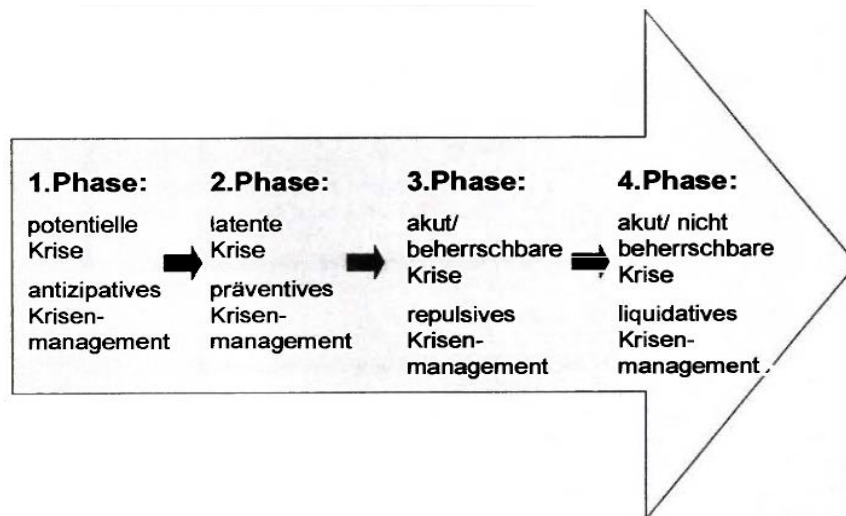 1.Phase:
potentielle
Krise
antizipatives
Krisen-
management
2.Phase:
latente
Krise
präventives
Krisen-
management
3.Phase:
akut/
beherrschbare
Krise
repulsives
Krisen-
management
4.Phase:
akut/ nicht
beherrschbare
Krise
liquidatives
Krisen-
management